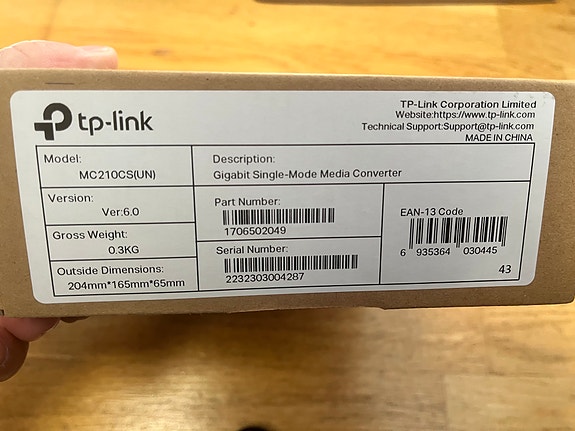 tp-link
TP-Link Corporation Limited
Website:https://www.tp-link.com
Technical Support:Support@tp-link.com
MADE IN CHINA
Model:
MC210CS(UN)
Description:
Gigabit Single-Mode Media Converter
Version:
Ver:6.0
Part Number:
1706502049
EAN-13 Code
6 935364 030445
Gross Weight:
0.3KG
Serial Number:
2232303004287
Outside Dimensions:
204mm*165mm*65mm
43